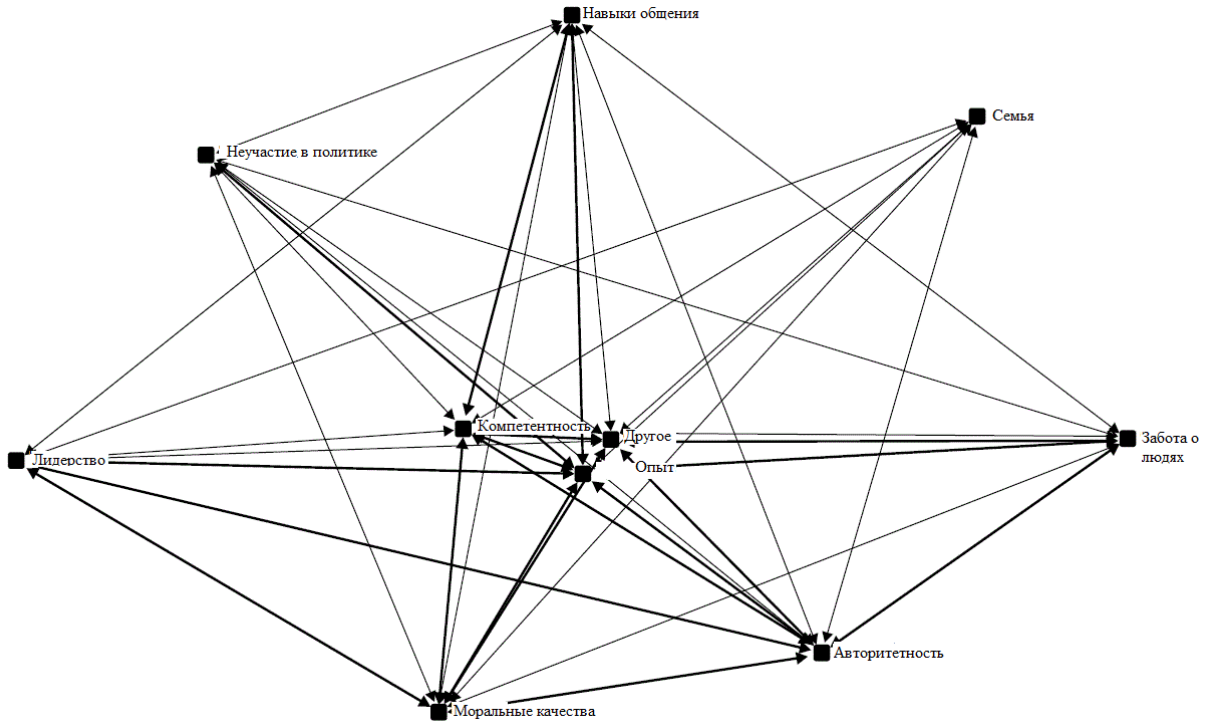 Навыки общения
Семья
Неучастие в политике
Компетентность
Другое
Забота о
людях
Лидерство
Опыт
Авторитетность
Моральные качества